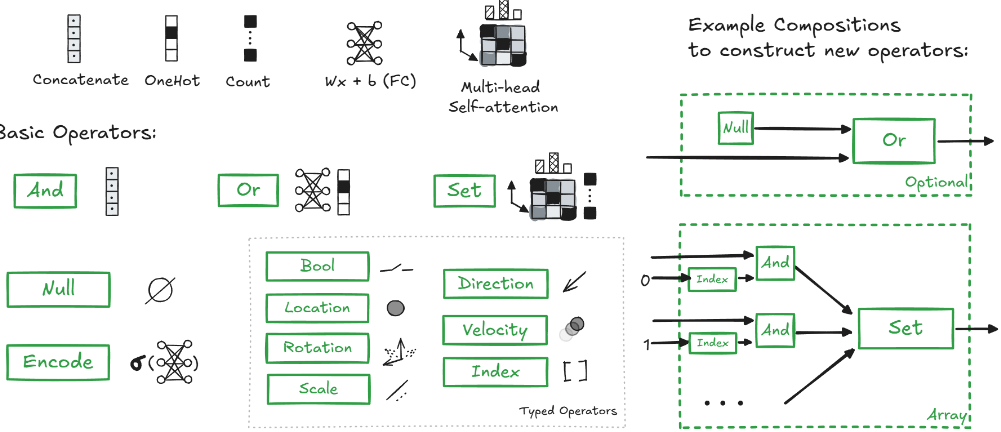 Concatenate
OneHot
Count
Wx + b (FC)
Multi-head
Self-attention
Basic Operators:
And
Or
Set
Null
Encode
σ( )
Bool
Location
Rotation
Scale
Direction
Velocity
Index
[ ]
Typed Operators
Example Compositions
to construct new operators:
Null
Or
Optional
And
0
Index
Set
And
1
Index
...
Array